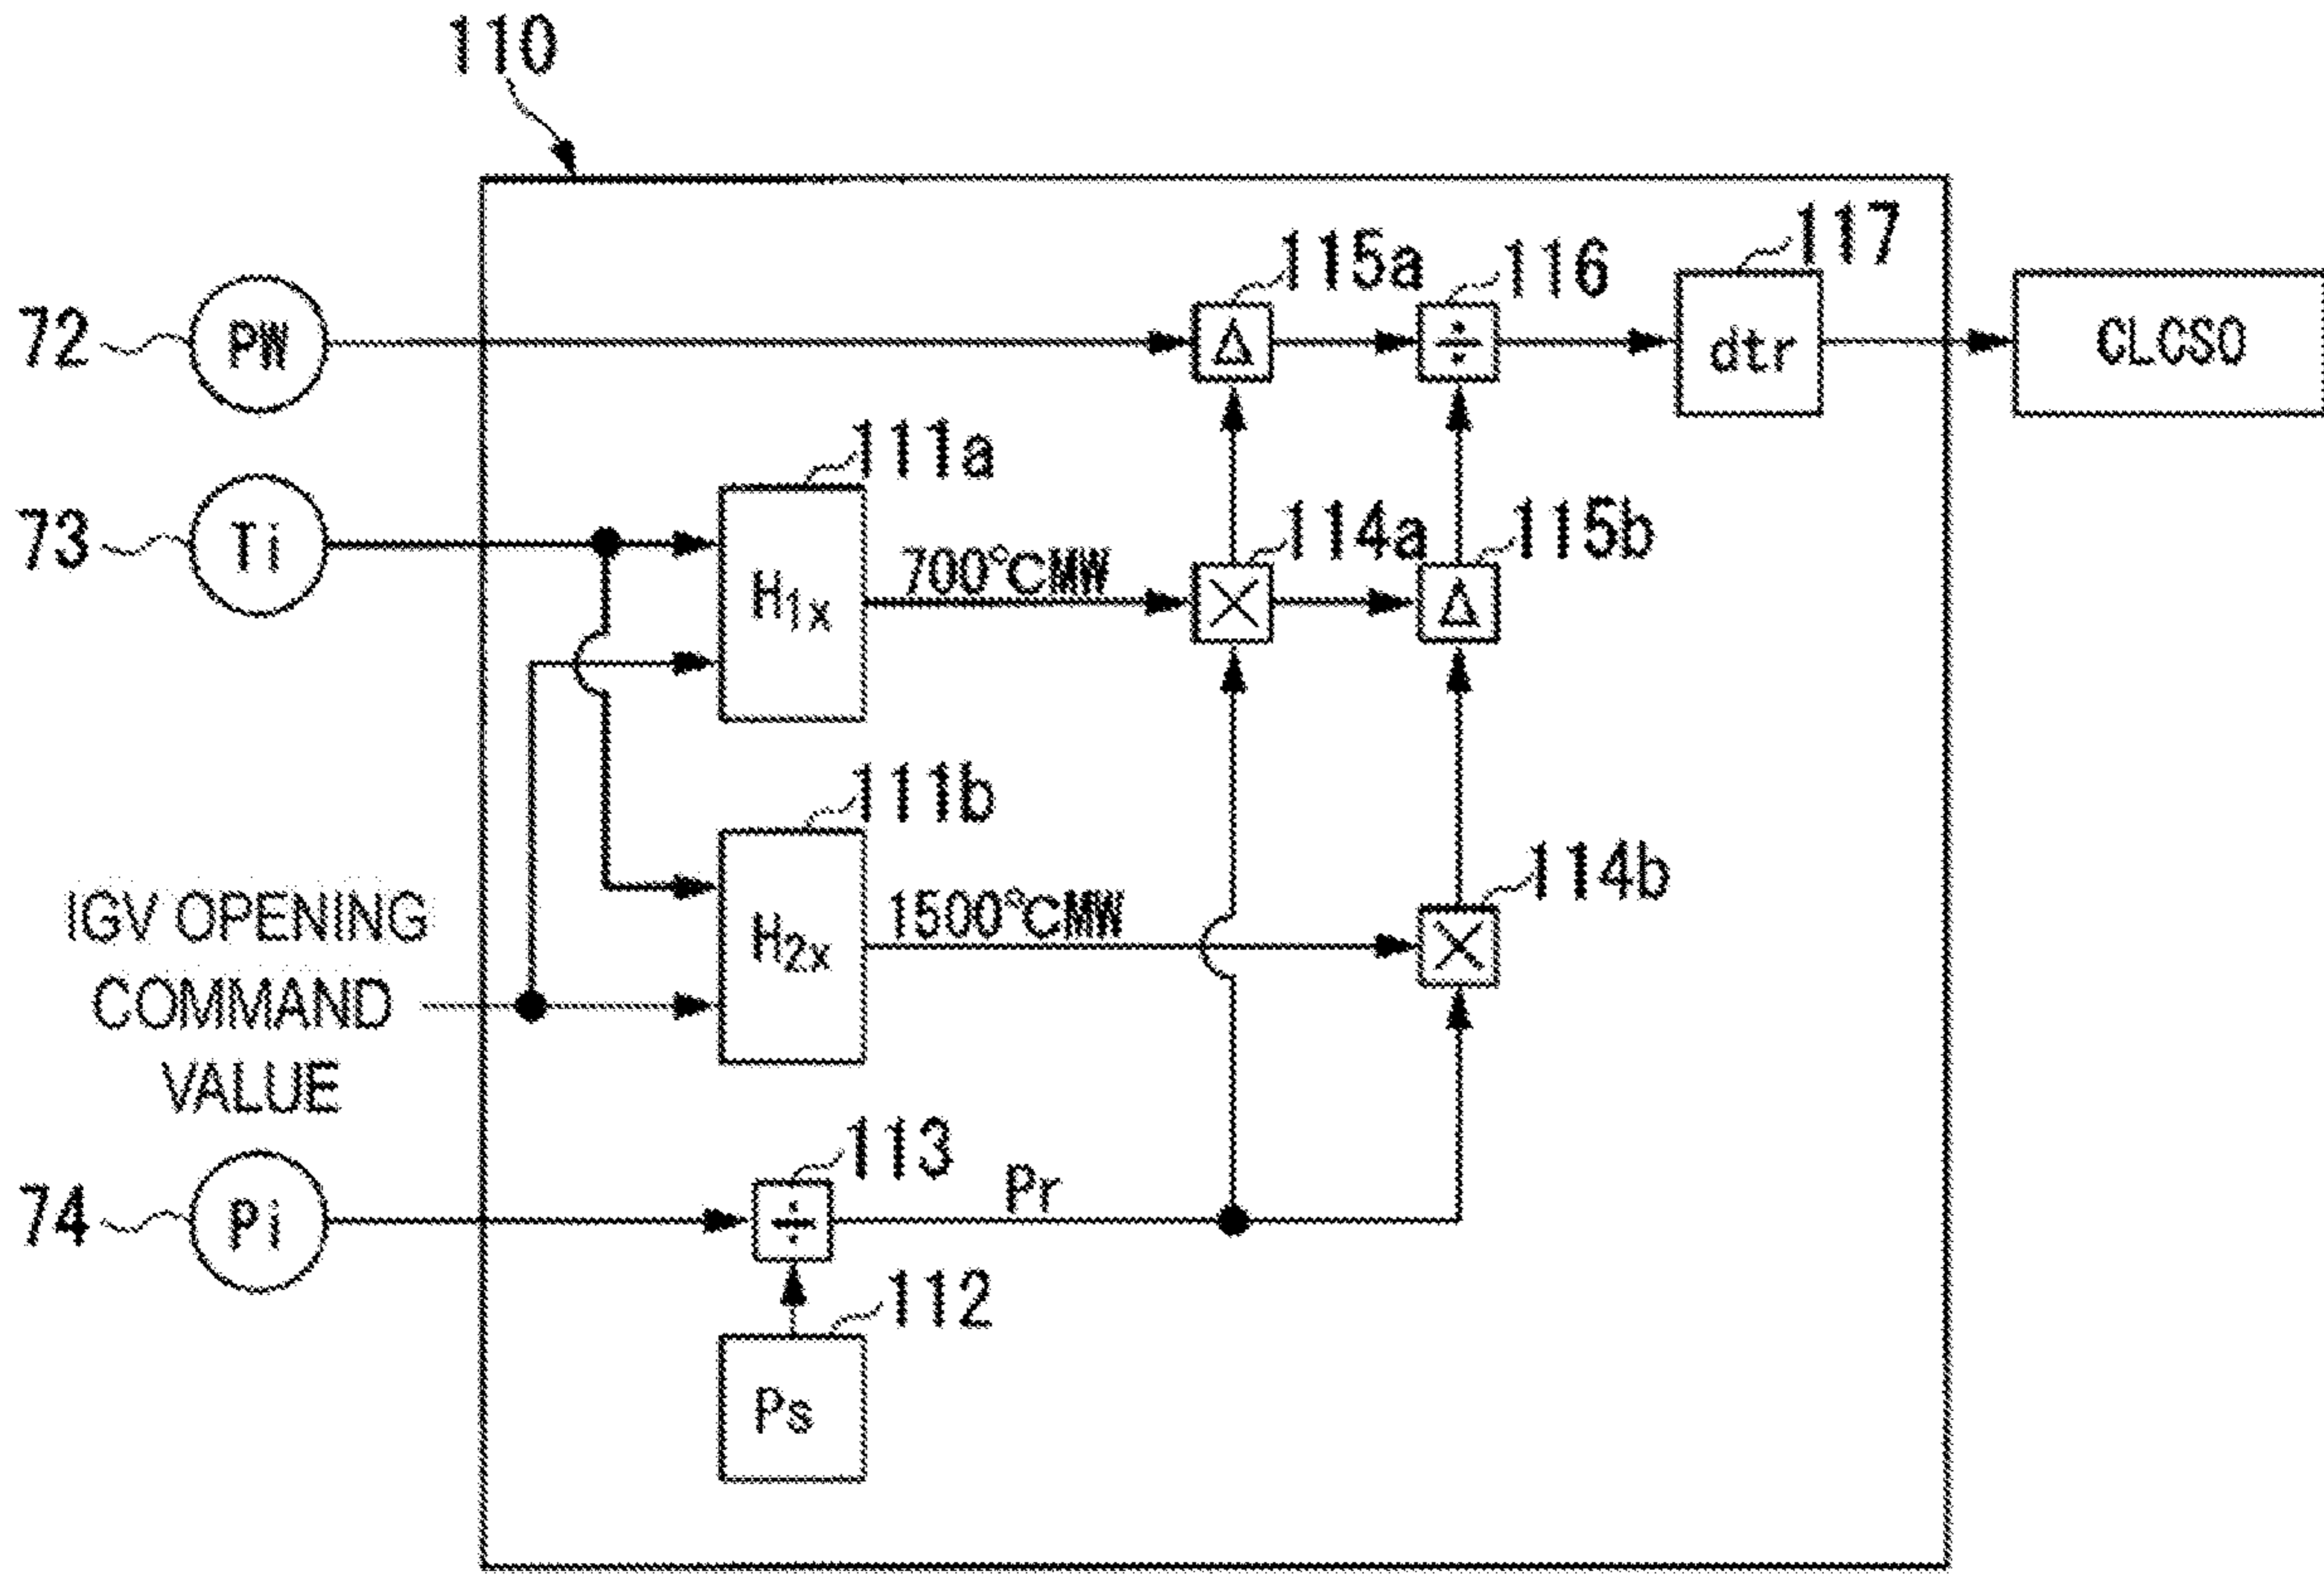 110
117
115a
116
72
PW
Δ
÷
dtr
CLCSO
111a
73
Ti
114a
115b
700°CMW
H1x
×
Δ
111b
114b
IGV OPENING
COMMAND
VALUE
1500°CMW
H2x
×
113
Pr
74
Pi
÷
112
Ps